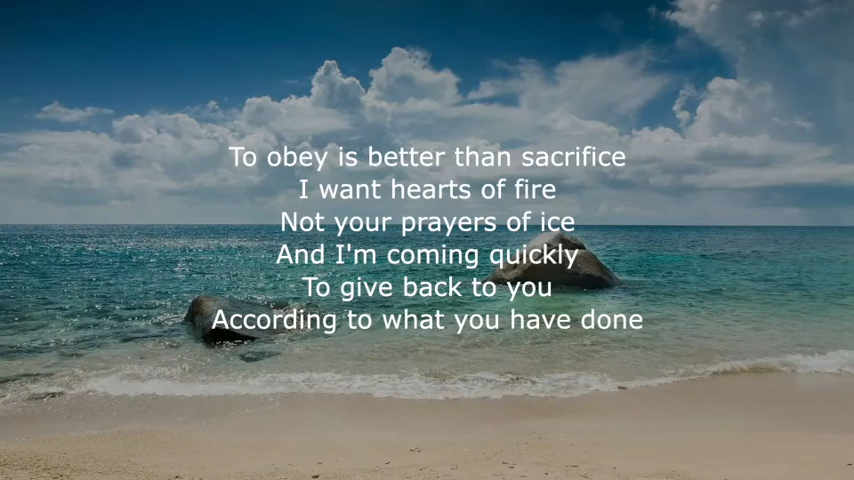 To obey is better than sacrifice
I want hearts of fire
Not your prayers of ice
And I'm coming quickly
To give back to you
According to what you have done